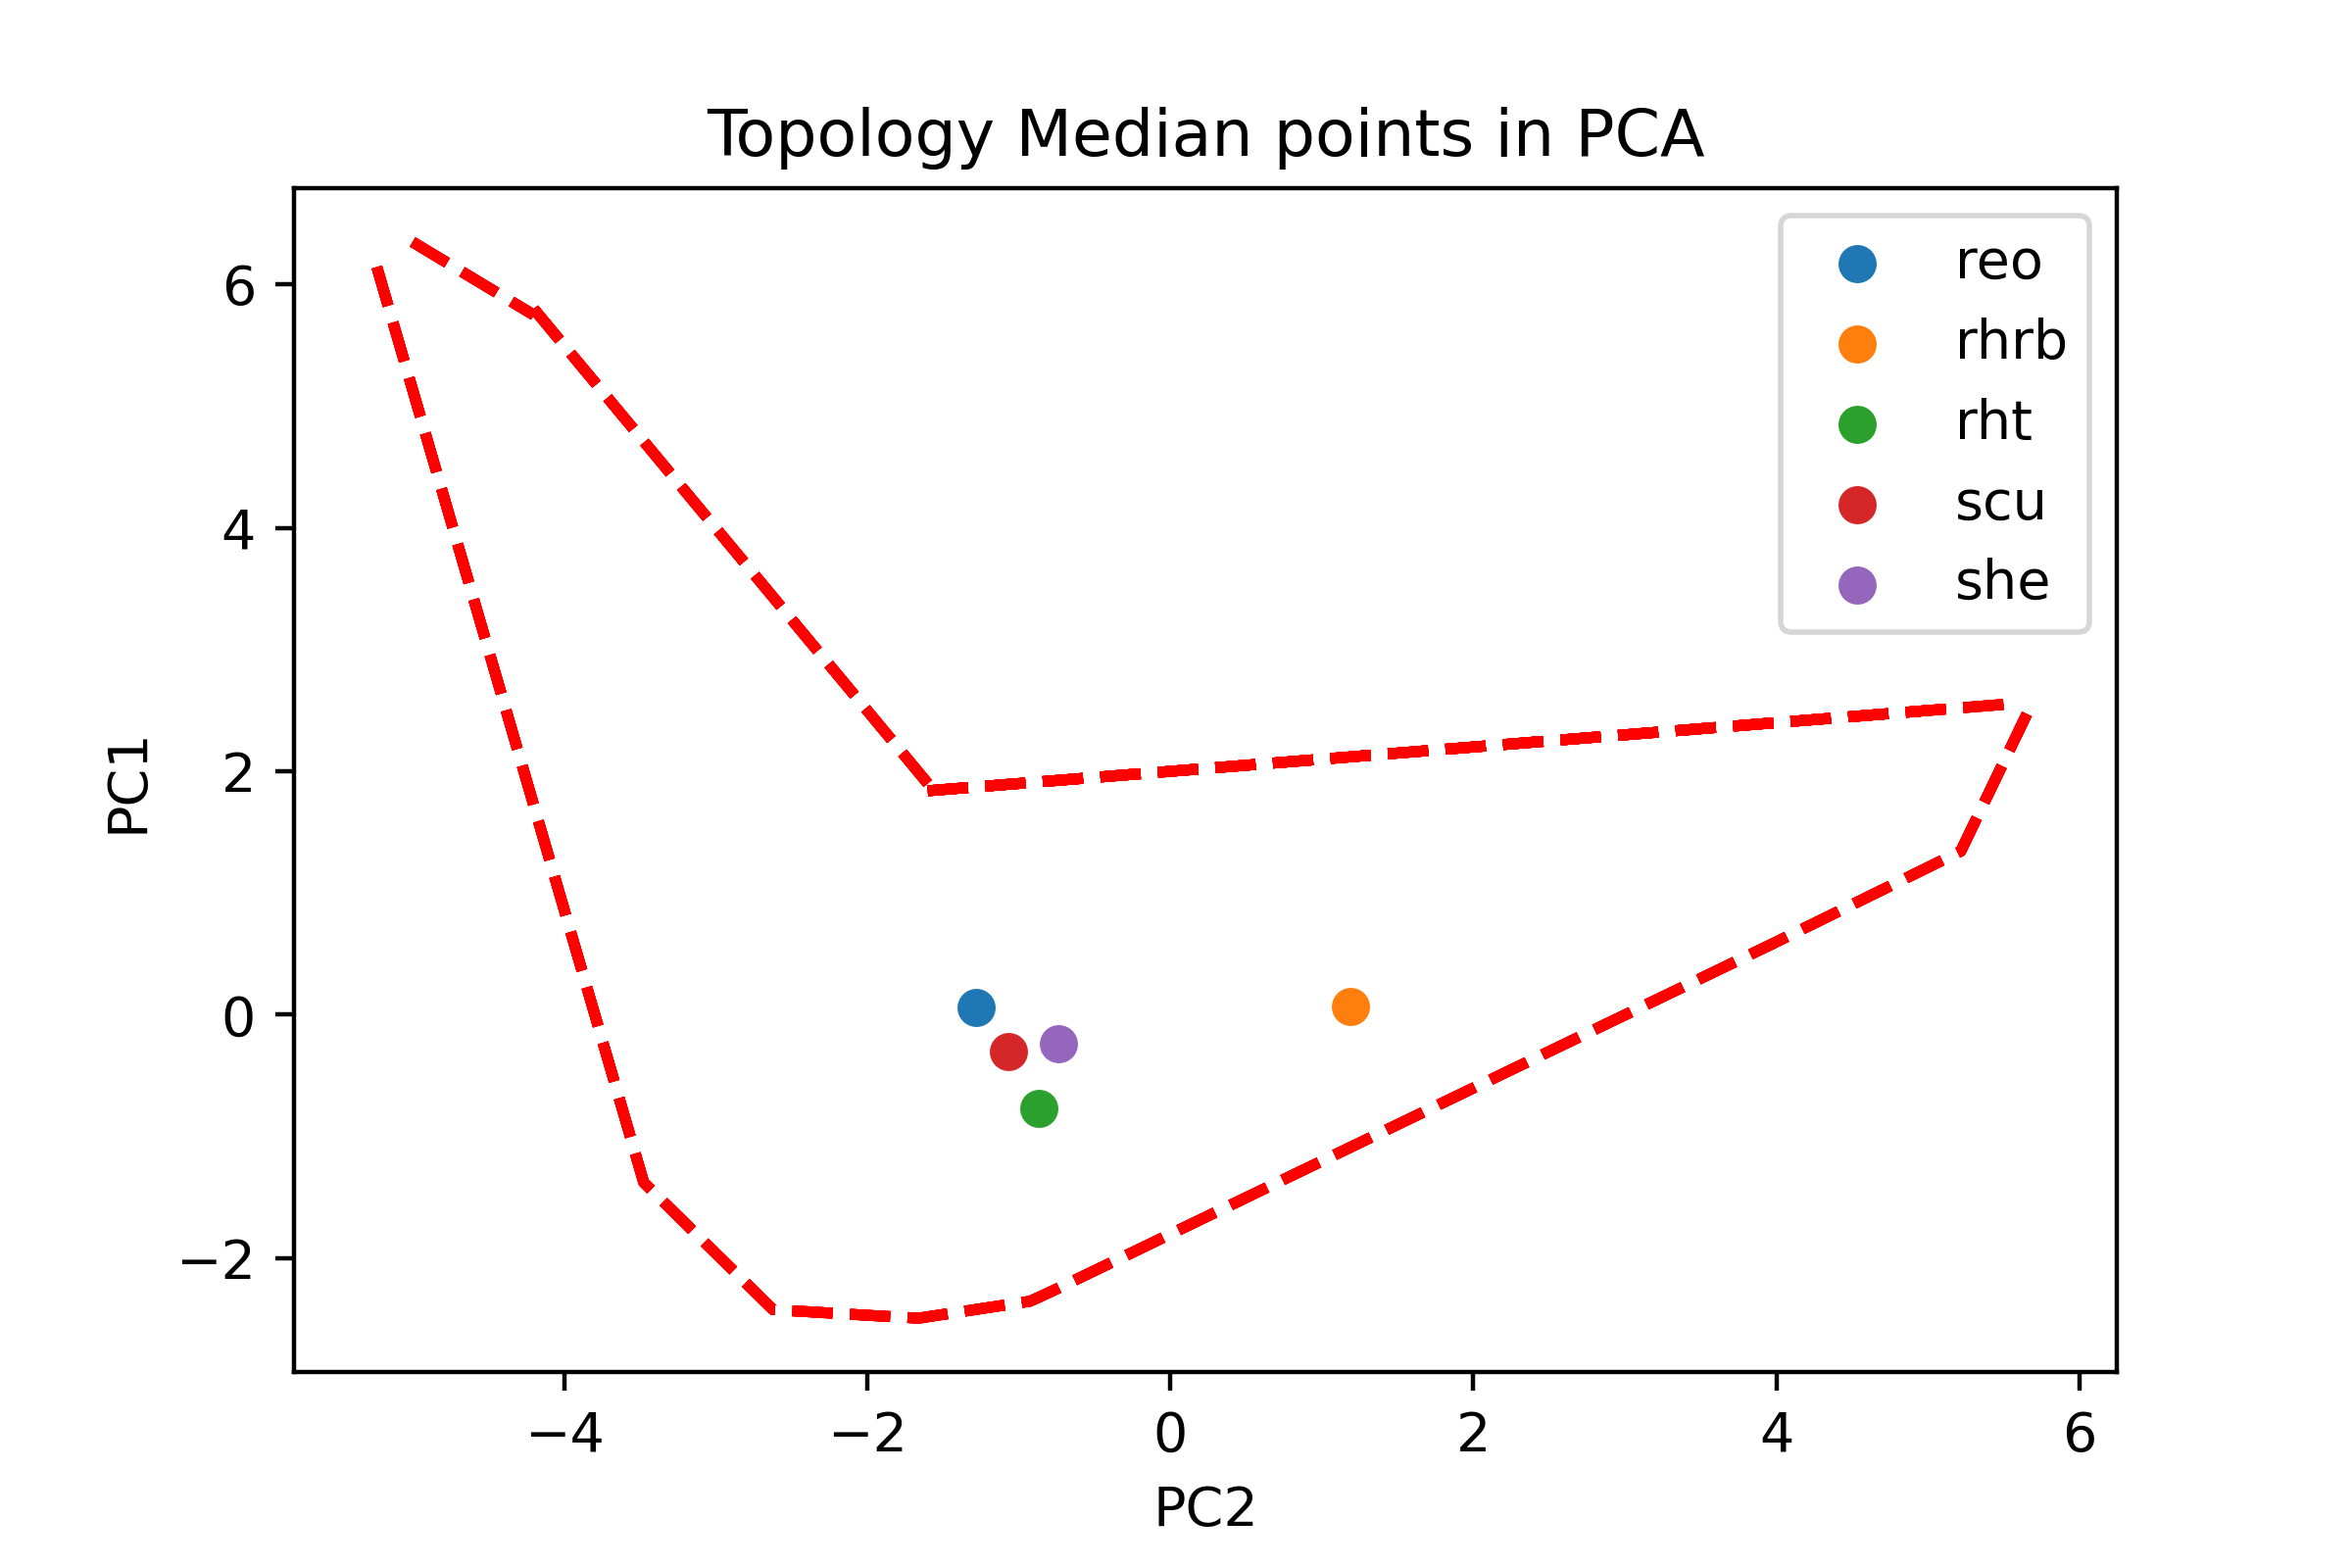 Topology Median points in PCA
reo
rhrb
rht
scu
she
6
4
2
0
−2
PC1
−4 −2 0 2 4 6
PC2